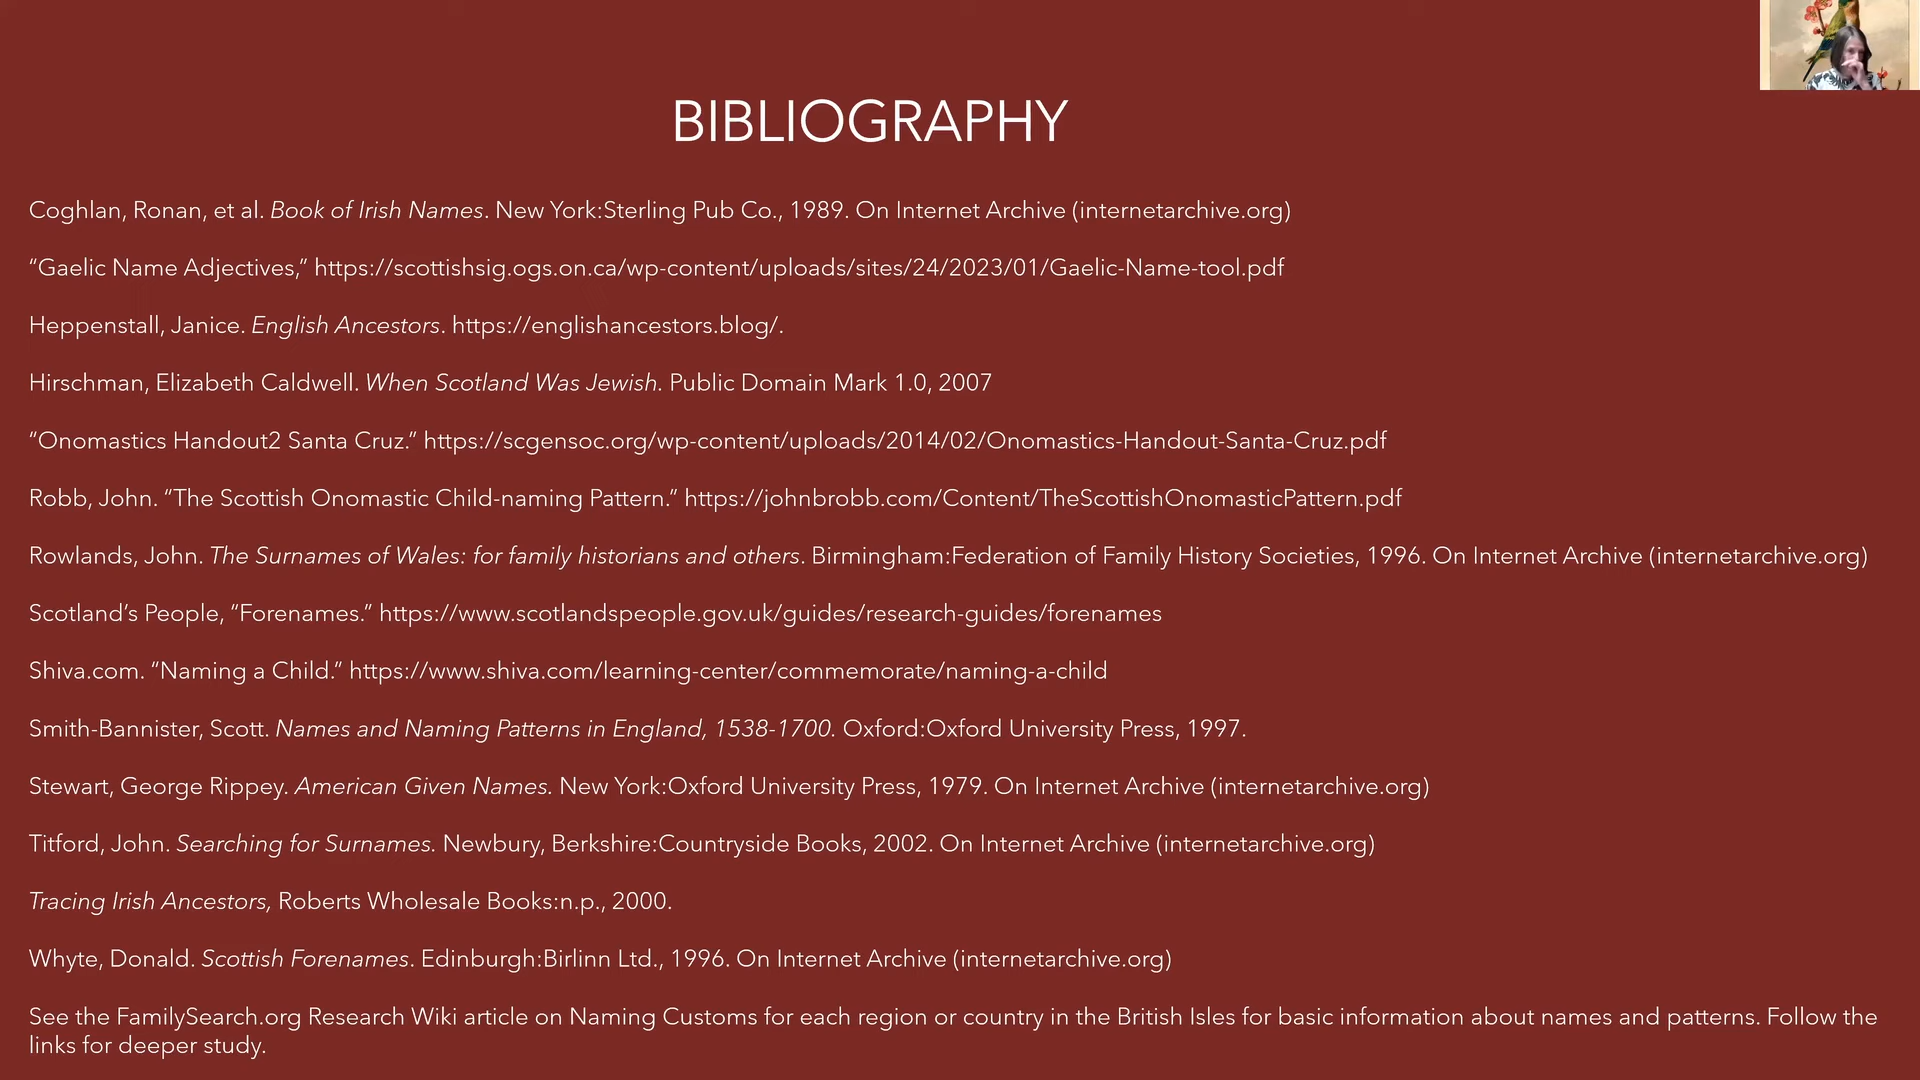 BIBLIOGRAPHY
Coghlan, Ronan, et al. Book of Irish Names. New York:Sterling Pub Co., 1989. On Internet Archive (internetarchive.org)
“Gaelic Name Adjectives,” https://scottishsig.ogs.on.ca/wp-content/uploads/sites/24/2023/01/Gaelic-Name-tool.pdf
Heppenstall, Janice. English Ancestors. https://englishancestors.blog/.
Hirschman, Elizabeth Caldwell. When Scotland Was Jewish. Public Domain Mark 1.0, 2007
“Onomastics Handout2 Santa Cruz.” https://scgensoc.org/wp-content/uploads/2014/02/Onomastics-Handout-Santa-Cruz.pdf
Robb, John. “The Scottish Onomastic Child-naming Pattern.” https://johnbrobb.com/Content/TheScottishOnomasticPattern.pdf
Rowlands, John. The Surnames of Wales: for family historians and others. Birmingham:Federation of Family History Societies, 1996. On Internet Archive (internetarchive.org)
Scotland’s People, “Forenames.” https://www.scotlandspeople.gov.uk/guides/research-guides/forenames
Shiva.com. “Naming a Child.” https://www.shiva.com/learning-center/commemorate/naming-a-child
Smith-Bannister, Scott. Names and Naming Patterns in England, 1538-1700. Oxford:Oxford University Press, 1997.
Stewart, George Rippey. American Given Names. New York:Oxford University Press, 1979. On Internet Archive (internetarchive.org)
Titford, John. Searching for Surnames. Newbury, Berkshire:Countryside Books, 2002. On Internet Archive (internetarchive.org)
Tracing Irish Ancestors, Roberts Wholesale Books:n.p., 2000.
Whyte, Donald. Scottish Forenames. Edinburgh:Birlinn Ltd., 1996. On Internet Archive (internetarchive.org)
See the FamilySearch.org Research Wiki article on Naming Customs for each region or country in the British Isles for basic information about names and patterns. Follow the
links for deeper study.